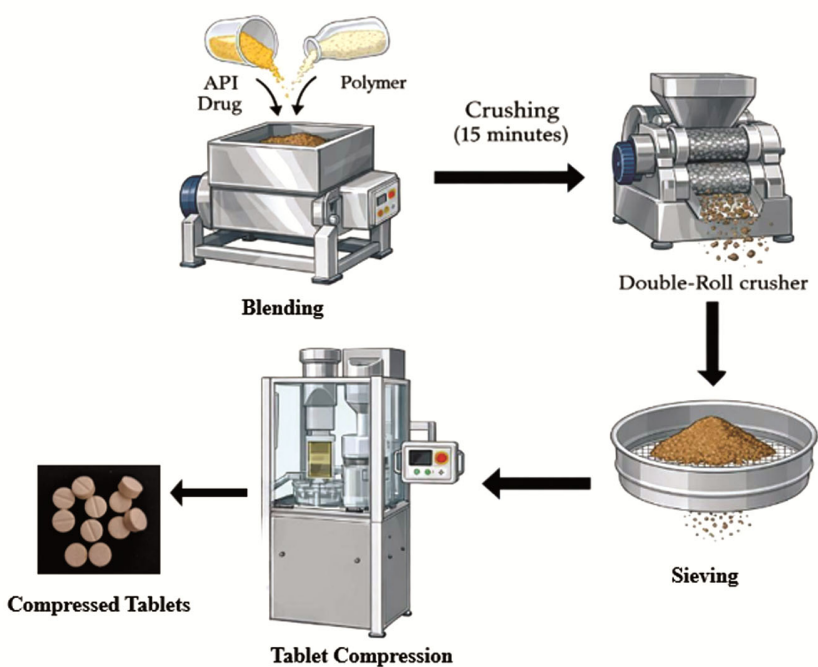 API
Drug
Polymer
Blending
Crushing
(15 minutes)
Double-Roll crusher
Sieving
Tablet Compression
Compressed Tablets